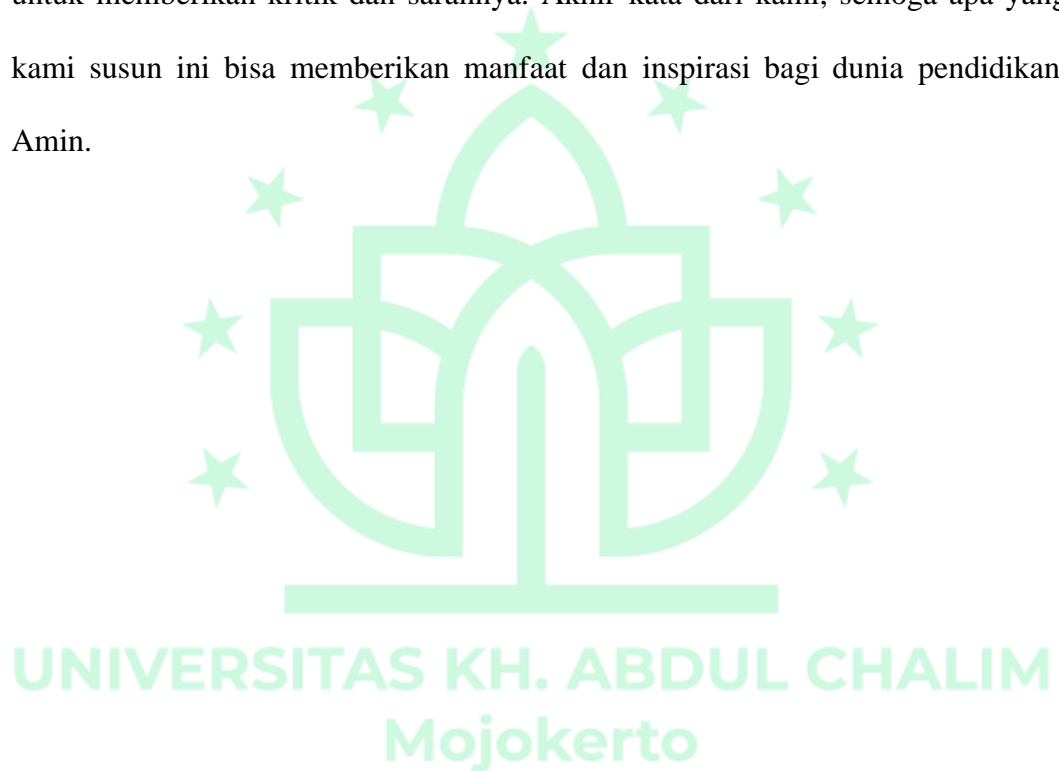 untuk memberikan kritik dan sarannya. Akhir kata dari kami, semoga apa yang
kami susun ini bisa memberikan manfaat dan inspirasi bagi dunia pendidikan
Amin.
UNIVERSITAS KH. ABDUL CHALIM
Mojokerto